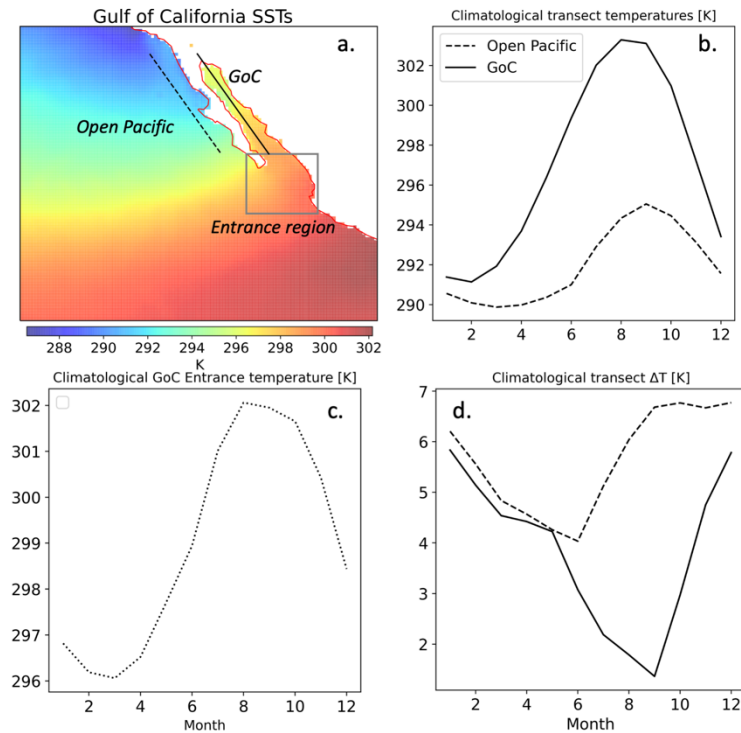 Gulf of California SSTs
a.
GoC
Open Pacific
Entrance region
288 290 292 294 296 298 300 302
K
Climatological transect temperatures [K]
b.
Open Pacific
GoC
302
300
298
296
294
292
290
2 4 6 8 10 12
Climatological GoC Entrance temperature [K]
c.
302
301
300
299
298
297
296
2 4 6 8 10 12
Month
Climatological transect ΔT [K]
d.
7
6
5
4
3
2
2 4 6 8 10 12
Month